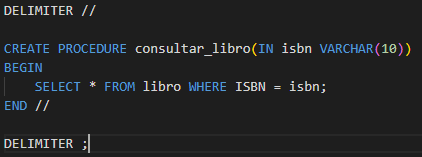 DELIMITER //
CREATE PROCEDURE consultar_libro(IN isbn VARCHAR(10))
BEGIN
SELECT * FROM libro WHERE ISBN = isbn;
END //
DELIMITER ;